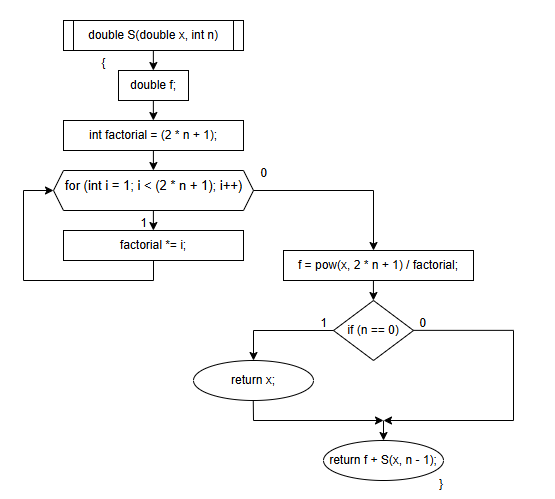 double S(double x, int n)
{
double f;
int factorial = (2 * n + 1);
for (int i = 1; i < (2 * n + 1); i++)
0
1
factorial *= i;
f = pow(x, 2 * n + 1) / factorial;
if (n == 0)
1
0
return x;
return f + S(x, n - 1);
}